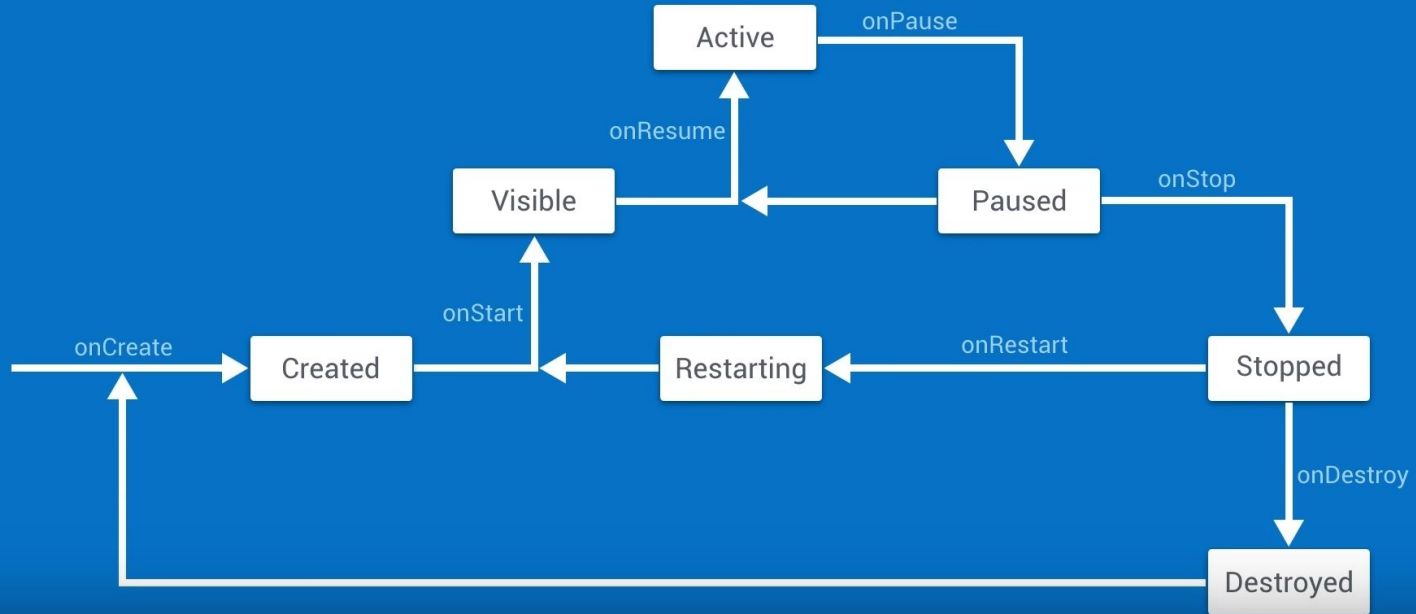 Active
onPause
onResume
Visible
Paused
onStop
onStart
onCreate
Created
Restarting
onRestart
Stopped
onDestroy
Destroyed